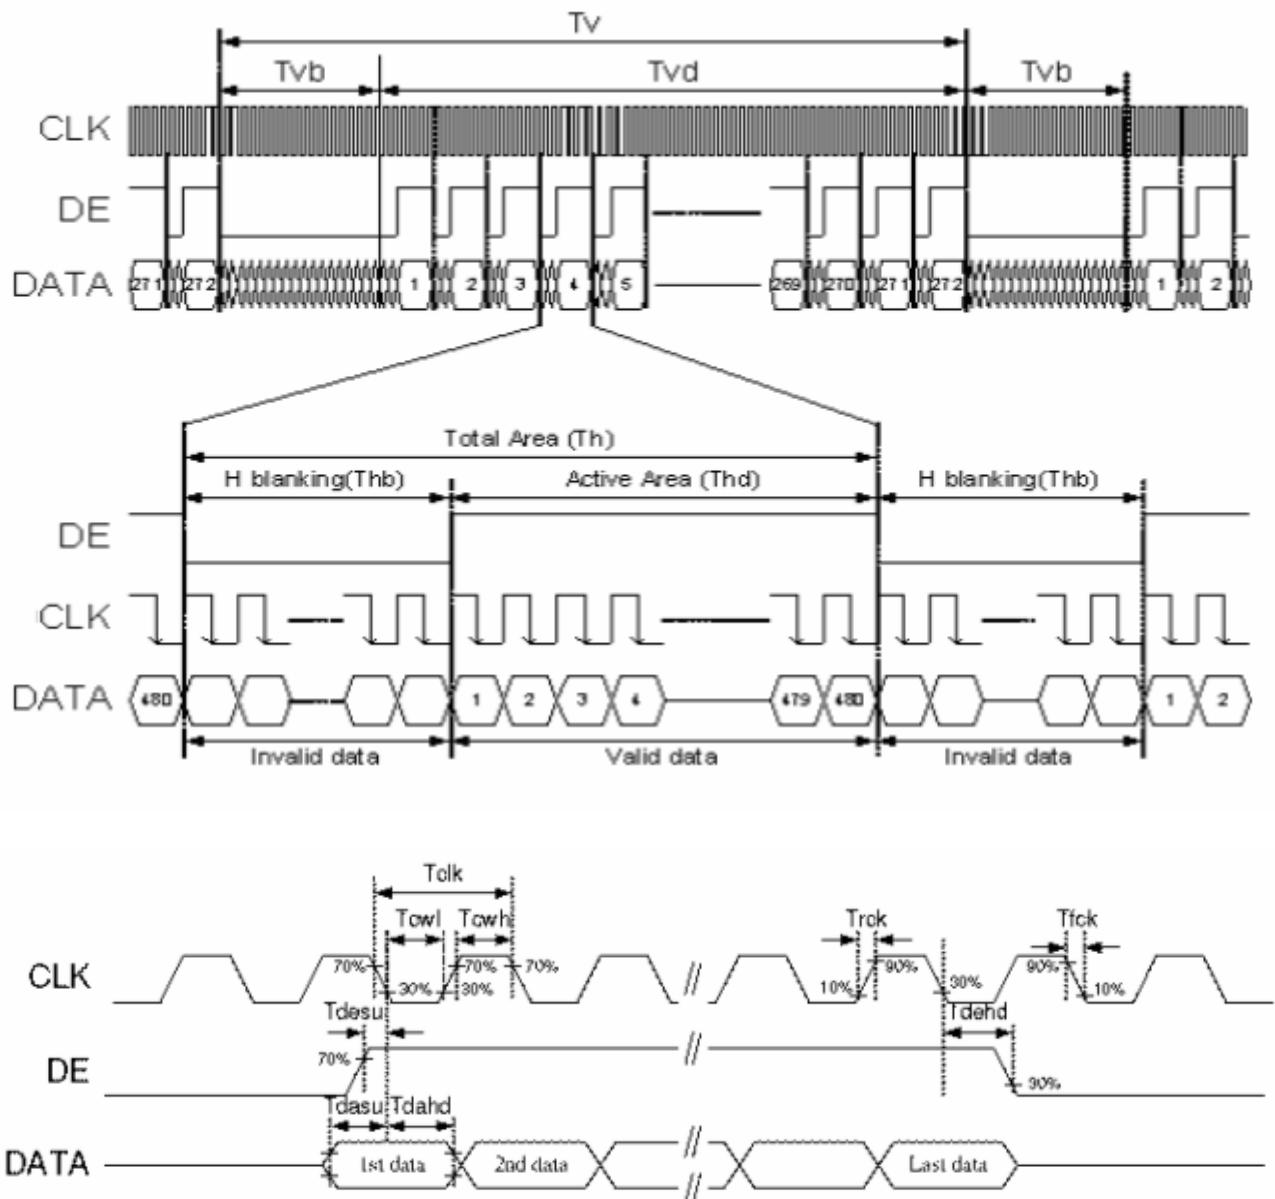 Tv
Tvb Tvd Tvb
CLK
DE
DATA 271 272 1 2 3 4 5 269 270 271 272 1 2
Total Area (Th)
H blanking(Thb) Active Area (Thd) H blanking(Thb)
DE
CLK
DATA 480 1 2 3 4 479 480 1 2
Invalid data Valid data Invalid data
Tclk
Tcwl Tcwh Trck Tfck
CLK 70% 70% 70% 90% 90%
30% 30% 10% 30% 10%
Tdesu Tdehd
DE 70% 30%
Tdasu Tdahd
DATA 1st data 2nd data Last data